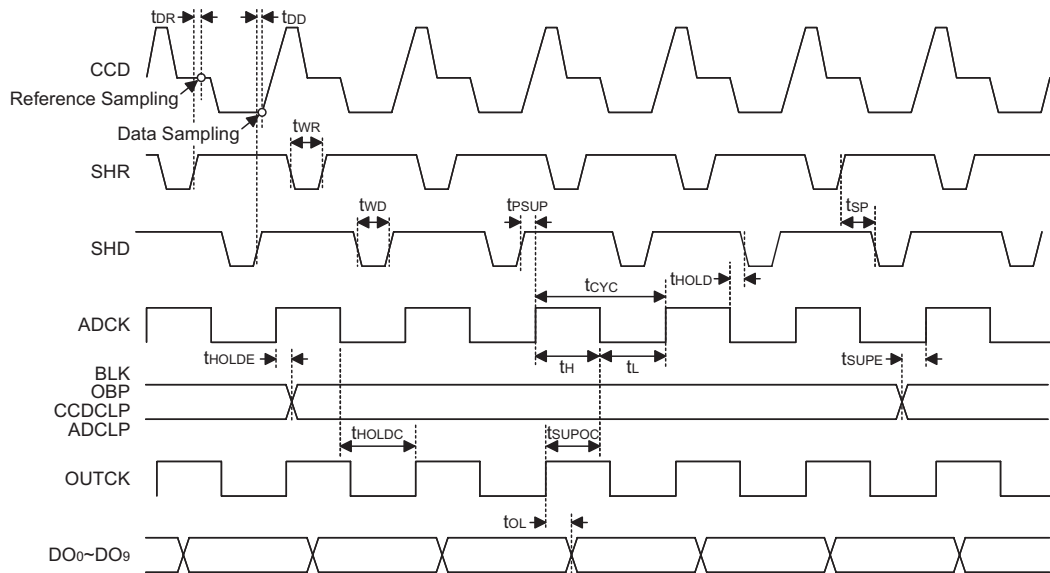 tDR
tDD
CCD
Reference Sampling
Data Sampling
tWR
SHR
tWD
tPSUP
tSP
SHD
tHOLD
tCYC
ADCK
tHOLDE
tH
tL
tSUPE
BLK
OBP
CCDCLP
ADCLP
tHOLDC
tSUPOC
OUTCK
tOL
DO0~DO9